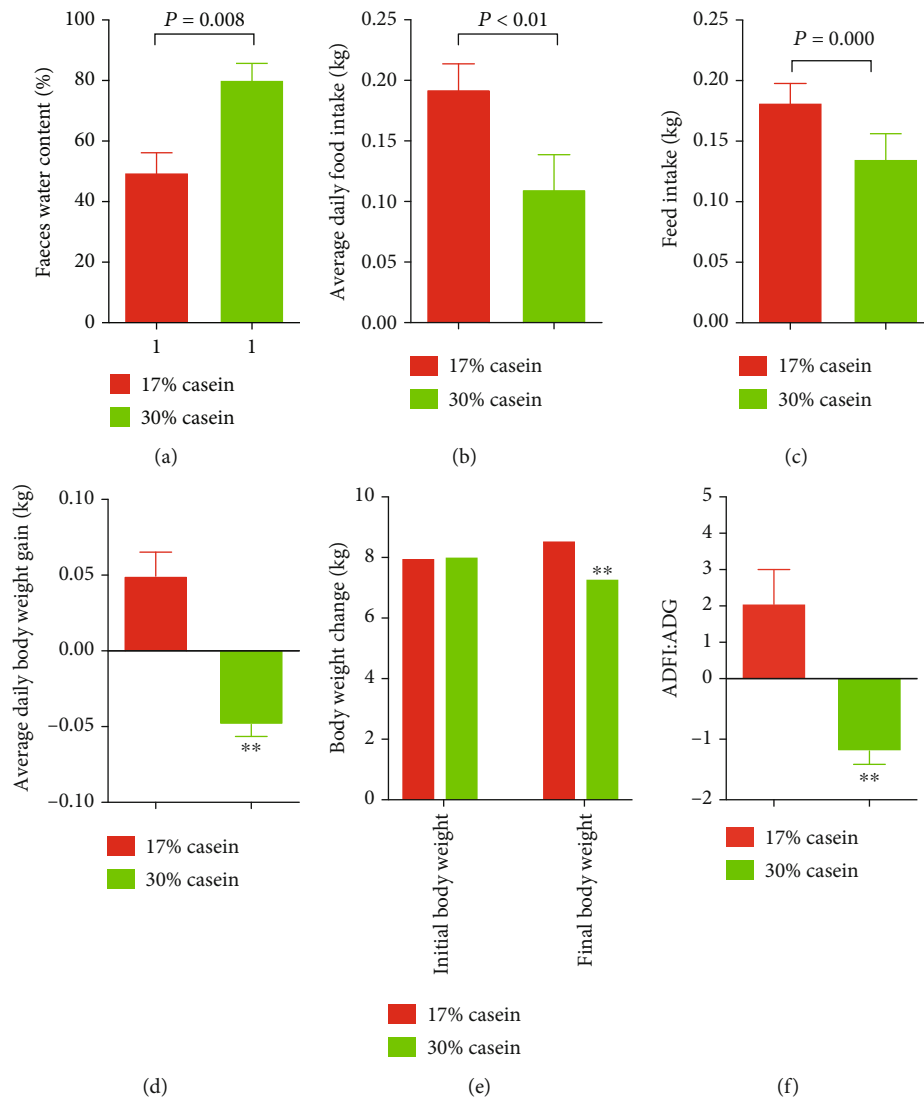 Faeces water content (%)
100
80
60
40
20
0
P = 0.008
1
1
17% casein
30% casein
(a)
Average daily food intake (kg)
0.25
0.20
0.15
0.10
0.05
0.00
P < 0.01
17% casein
30% casein
(b)
Feed intake (kg)
0.25
0.20
0.15
0.10
0.05
0.00
P = 0.000
17% casein
30% casein
(c)
Average daily body weight gain (kg)
0.10
0.05
0.00
−0.05
−0.10
**
17% casein
30% casein
(d)
Body weight change (kg)
10
8
6
4
2
0
**
Initial body weight
Final body weight
17% casein
30% casein
(e)
ADFI:ADG
5
4
3
2
1
0
−1
−2
**
17% casein
30% casein
(f)